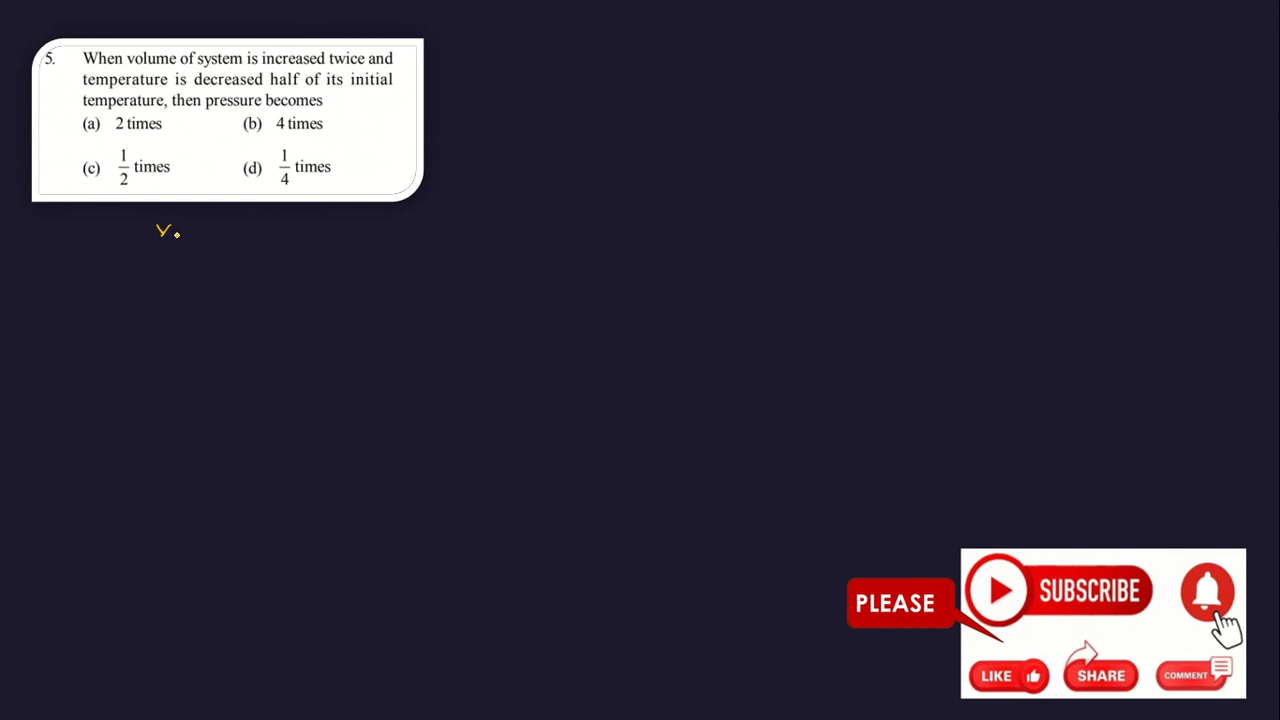 5. When volume of system is increased twice and
temperature is decreased half of its initial
temperature, then pressure becomes
(a) 2 times (b) 4 times
(c) 1/2 times (d) 1/4 times
PLEASE
SUBSCRIBE
LIKE SHARE COMMENT